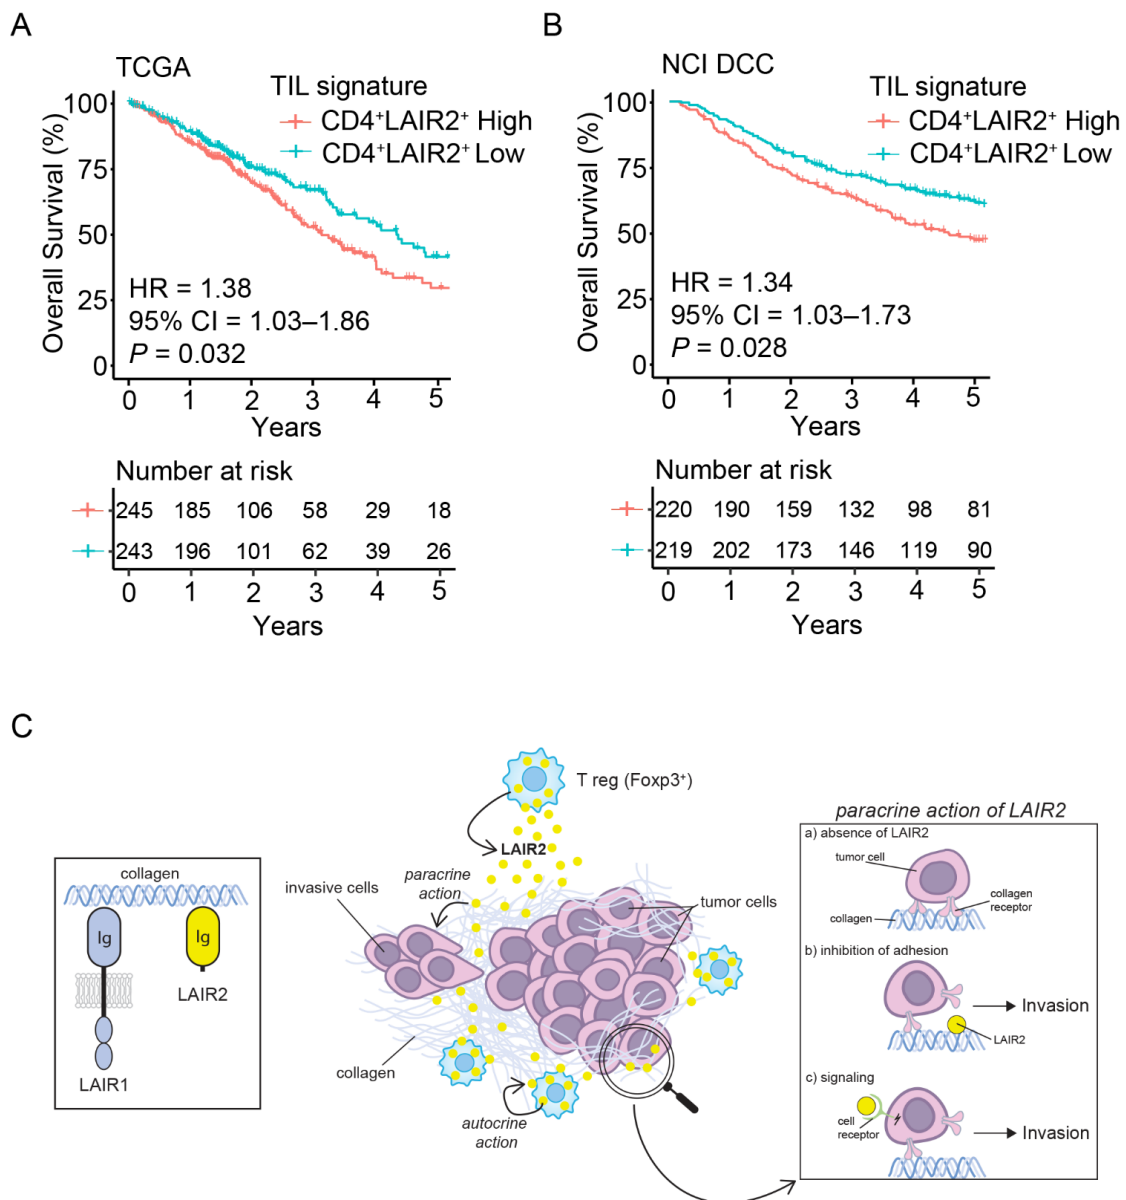 A
TCGA
TIL signature
CD4⁺LAIR2⁺ High
CD4⁺LAIR2⁺ Low
Overall Survival (%)
100
75
50
25
0
HR = 1.38
95% CI = 1.03–1.86
P = 0.032
0 1 2 3 4 5
Years
Number at risk
245 185 106 58 29 18
243 196 101 62 39 26
0 1 2 3 4 5
Years
B
NCI DCC
TIL signature
CD4⁺LAIR2⁺ High
CD4⁺LAIR2⁺ Low
Overall Survival (%)
100
75
50
25
0
HR = 1.34
95% CI = 1.03–1.73
P = 0.028
0 1 2 3 4 5
Years
Number at risk
220 190 159 132 98 81
219 202 173 146 119 90
0 1 2 3 4 5
Years
C
collagen
Ig
Ig
LAIR2
LAIR1
T reg (Foxp3⁺)
LAIR2
paracrine
action
invasive cells
tumor cells
collagen
autocrine
action
paracrine action of LAIR2
a) absence of LAIR2
tumor cell
collagen
receptor
collagen
b) inhibition of adhesion
Invasion
LAIR2
c) signaling
cell
receptor
Invasion